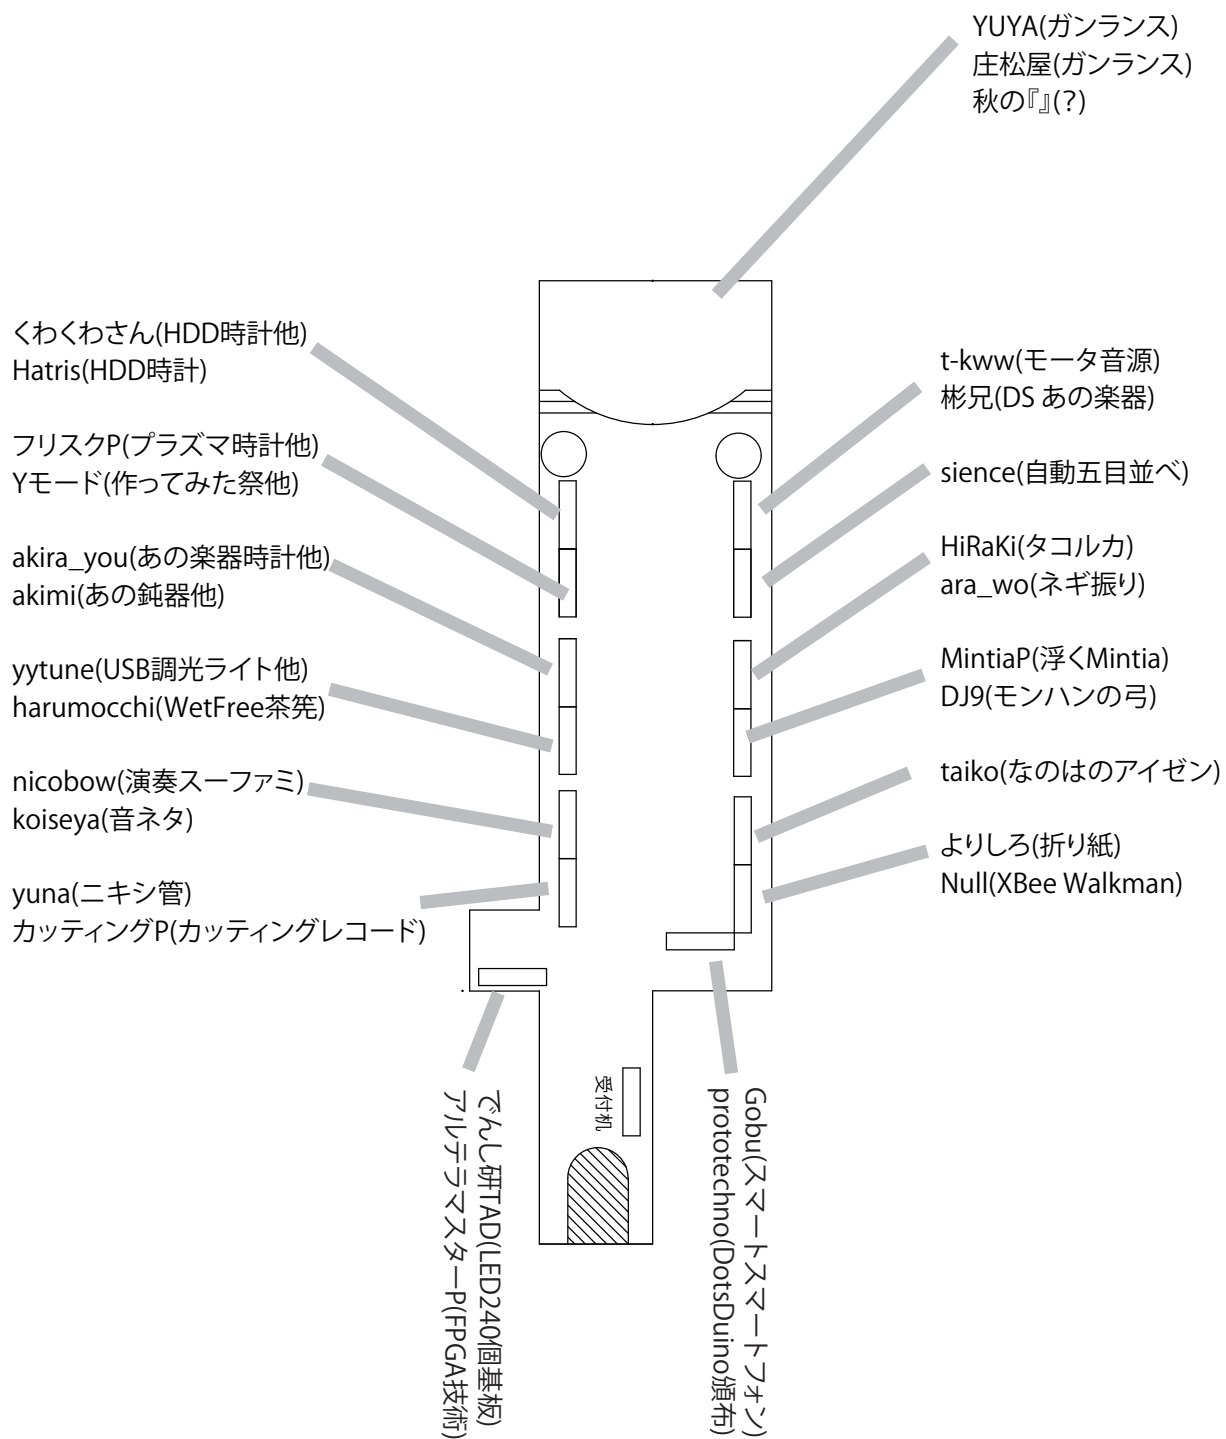 YUYA(ガンランス)
庄松屋(ガンランス)
秋の『』(?)
くわくわさん(HDD時計他)
Hatris(HDD時計)
フリスクP(プラズマ時計他)
Yモード(作ってみた祭他)
akira_you(あの楽器時計他)
akimi(あの鈍器他)
yytune(USB調光ライト他)
harumocchi(WetFree茶筅)
nicobow(演奏スーファミ)
koiseya(音ネタ)
yuna(ニキシ管)
カッティングP(カッティングレコード)
t-kww(モータ音源)
彬兄(DS あの楽器)
sience(自動五目並べ)
HiRaKi(タコルカ)
ara_wo(ネギ振り)
MintiaP(浮くMintia)
DJ9(モンハンの弓)
taiko(なのはのアイゼン)
よりしろ(折り紙)
Null(XBee Walkman)
受付机
でんし研TAD(LED240個基板)
アルテラマスターP(FPGA技術)
Gobu(スマートスマートフォン)
prototechno(DotsDuino頒布)